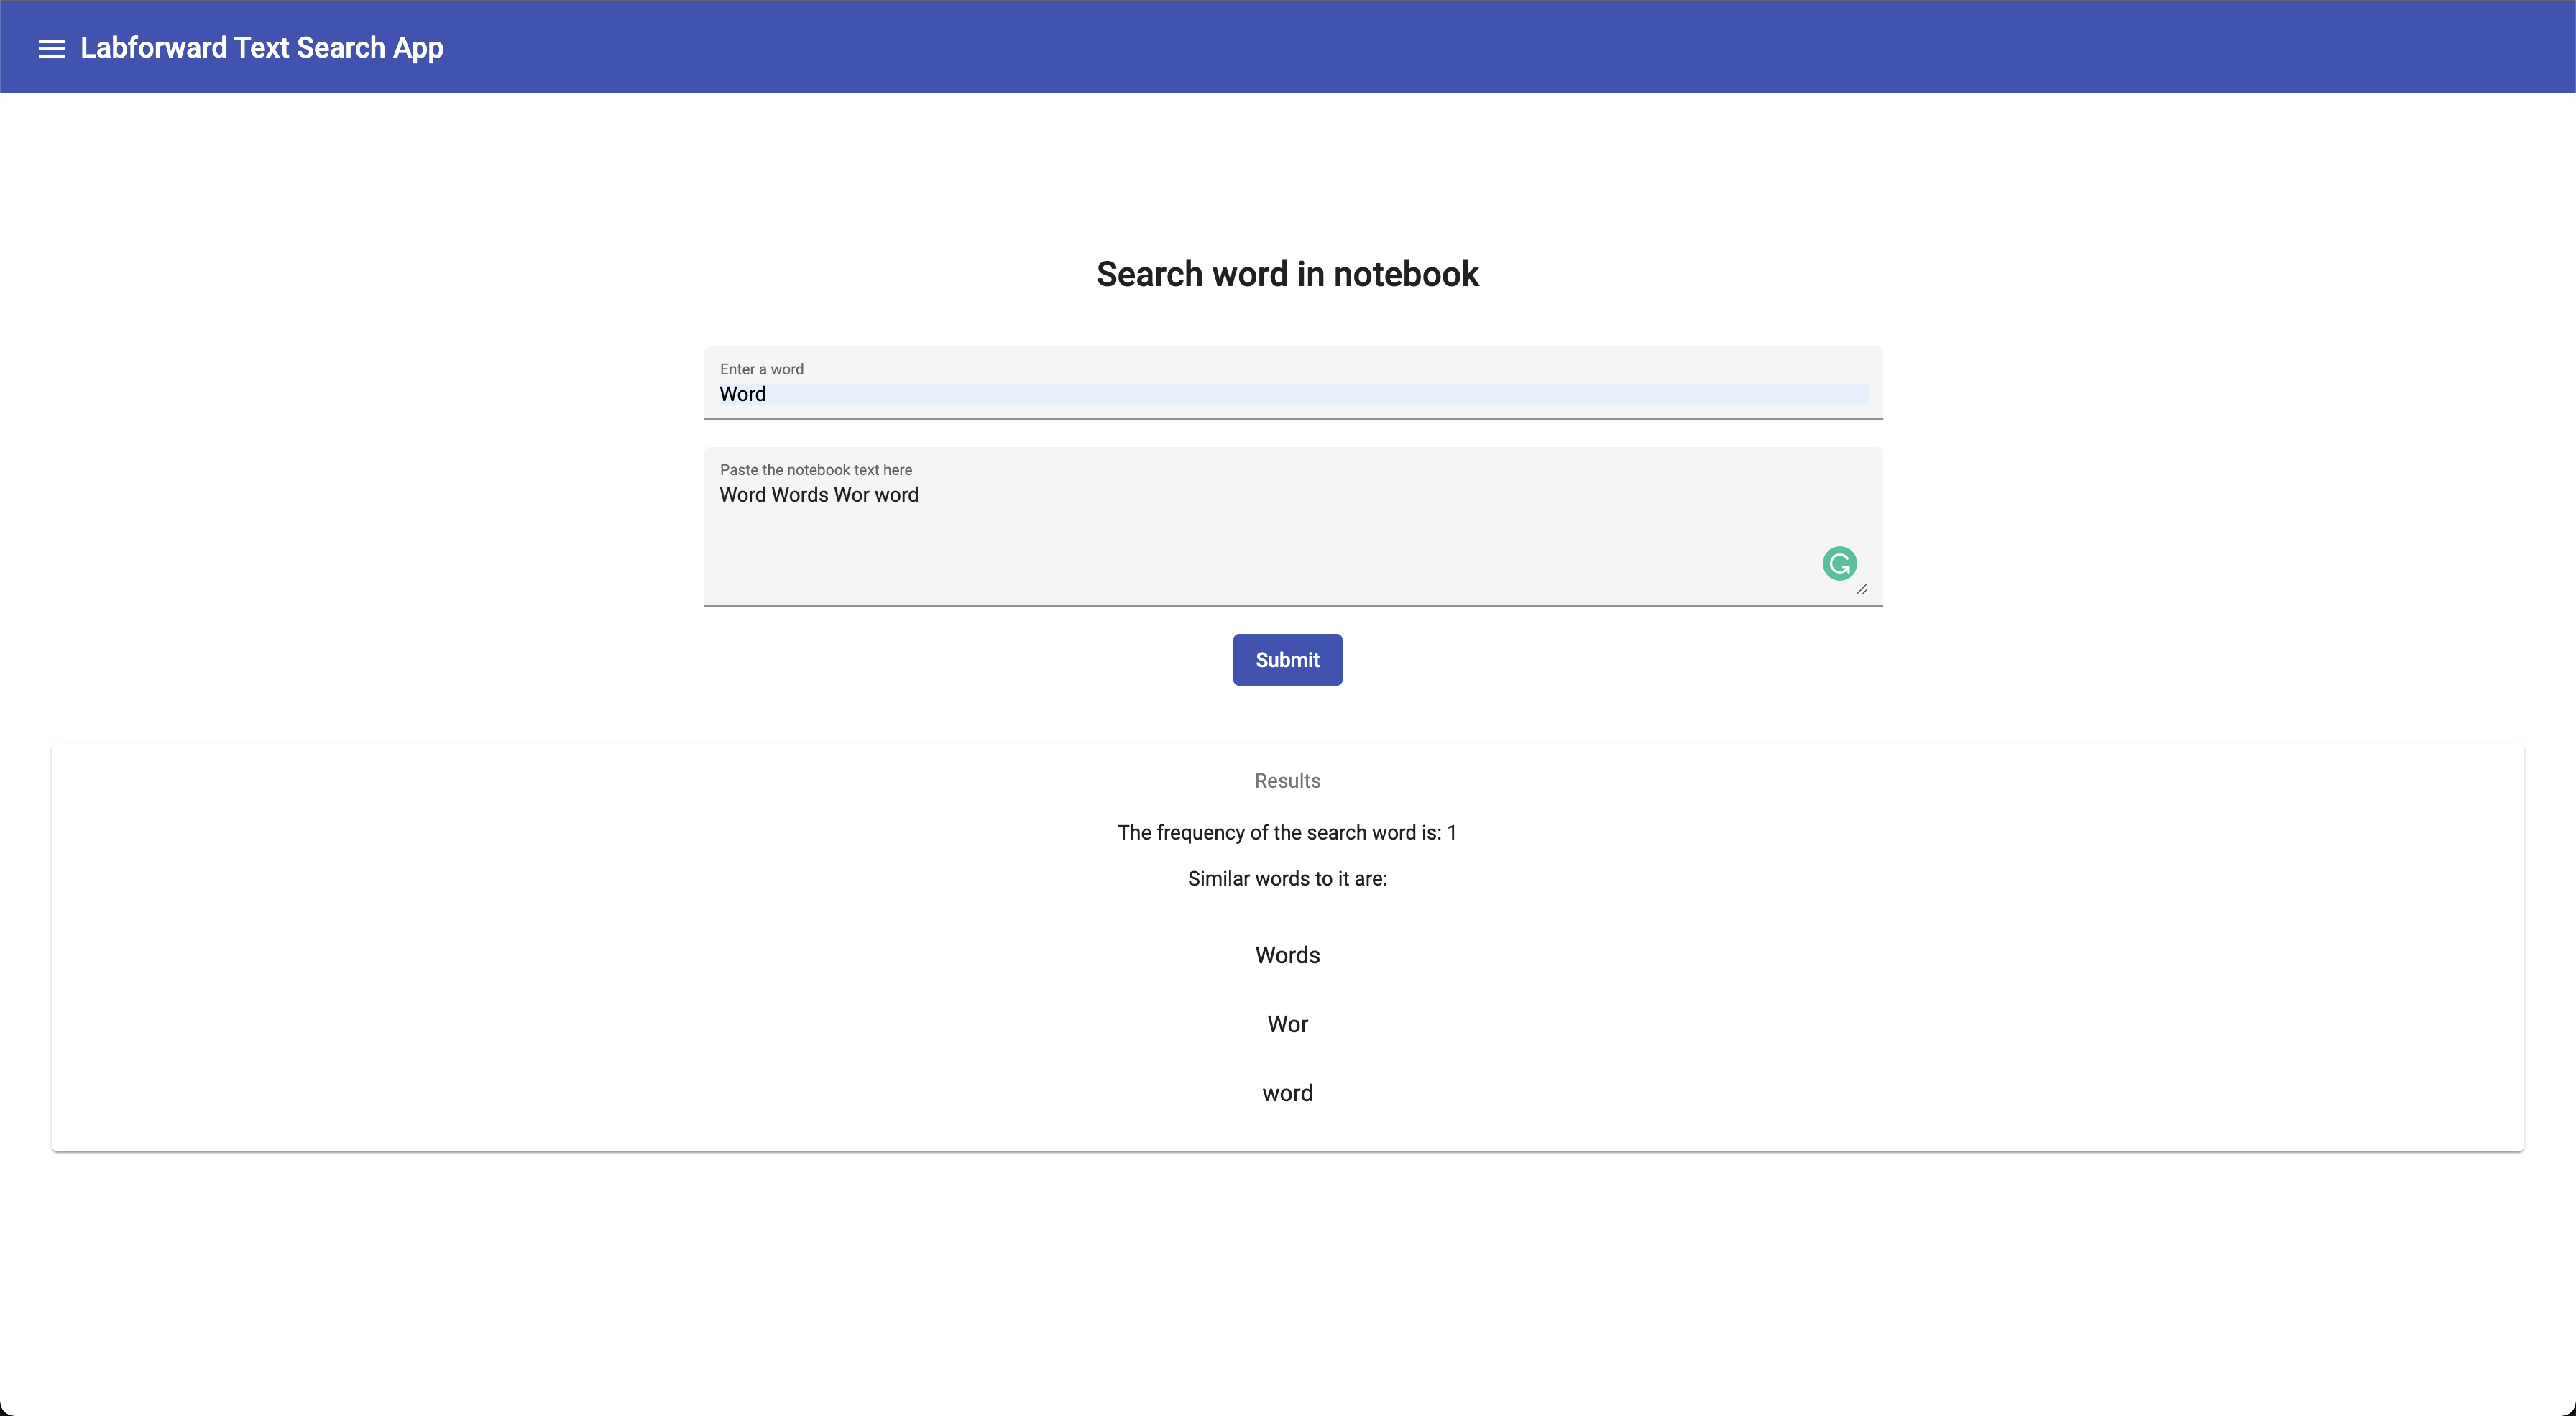 Labforward Text Search App
Search word in notebook
Enter a word
Word
Paste the notebook text here
Word Words Wor word
Submit
Results
The frequency of the search word is: 1
Similar words to it are:
Words
Wor
word